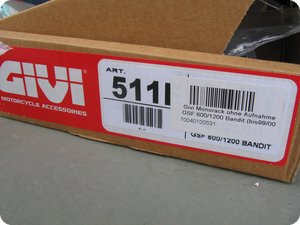 GIVI
MOTORCYCLE ACCESSORIES
ART.
511
Givi Monorack ohne Aufnahme
GSF 600/1200 Bandit (bis99/00
70040100531
GSF 600/1200 BANDIT